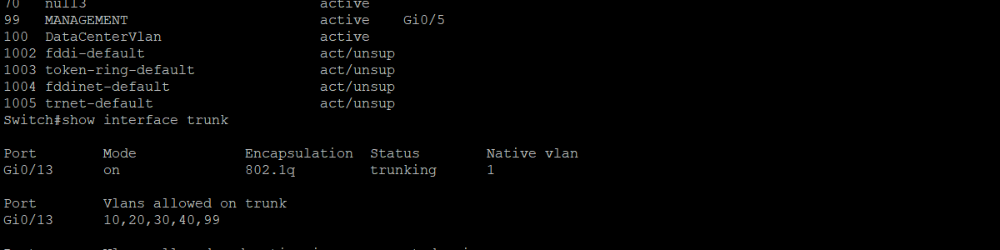 70   null3                            active
99   MANAGEMENT                       active    Gi0/5
100  DataCenterVlan                   active
1002 fddi-default                     act/unsup
1003 token-ring-default               act/unsup
1004 fddinet-default                  act/unsup
1005 trnet-default                    act/unsup
Switch#show interface trunk
Port        Mode             Encapsulation  Status        Native vlan
Gi0/13      on               802.1q         trunking      1
Port        Vlans allowed on trunk
Gi0/13      10,20,30,40,99